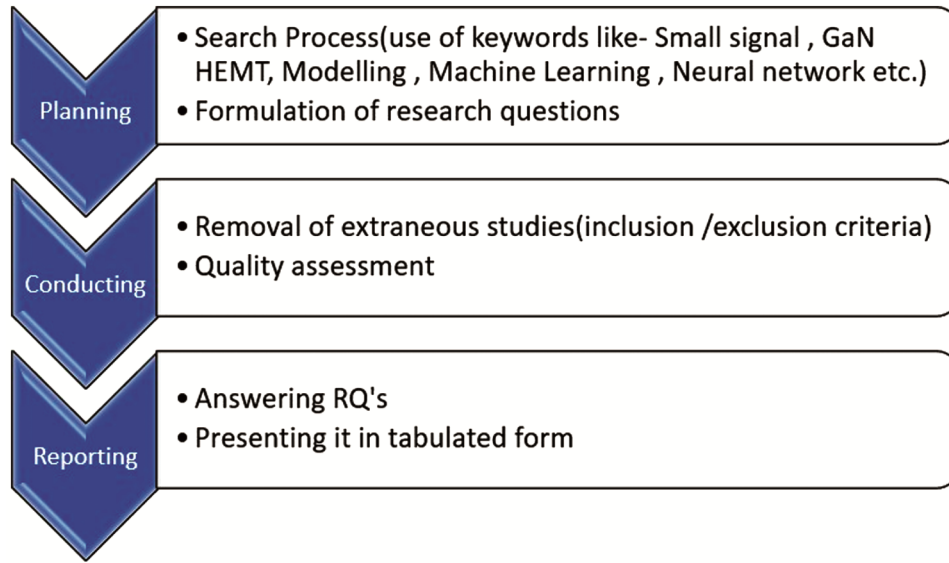 Planning
• Search Process(use of keywords like- Small signal , GaN
HEMT, Modelling , Machine Learning , Neural network etc.)
• Formulation of research questions
Conducting
• Removal of extraneous studies(inclusion /exclusion criteria)
• Quality assessment
Reporting
• Answering RQ's
• Presenting it in tabulated form